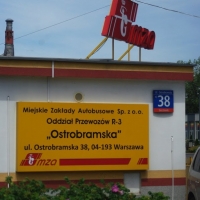 mza
38
Miejskie Zakłady Autobusowe Sp. z o.o.
Oddział Przewozów R-3
„Ostrobramska"
ul. Ostrobramska 38, 04-193 Warszawa
mza